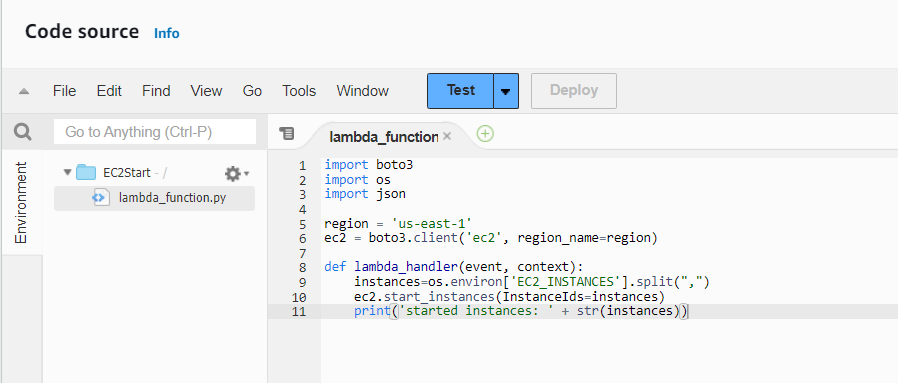 Code source Info
File Edit Find View Go Tools Window Test Deploy
Go to Anything (Ctrl-P)
lambda_function ×
Environment
EC2Start - /
lambda_function.py
1 import boto3
2 import os
3 import json
4
5 region = 'us-east-1'
6 ec2 = boto3.client('ec2', region_name=region)
7
8 def lambda_handler(event, context):
9     instances=os.environ['EC2_INSTANCES'].split(",")
10     ec2.start_instances(InstanceIds=instances)
11     print('started instances: ' + str(instances))